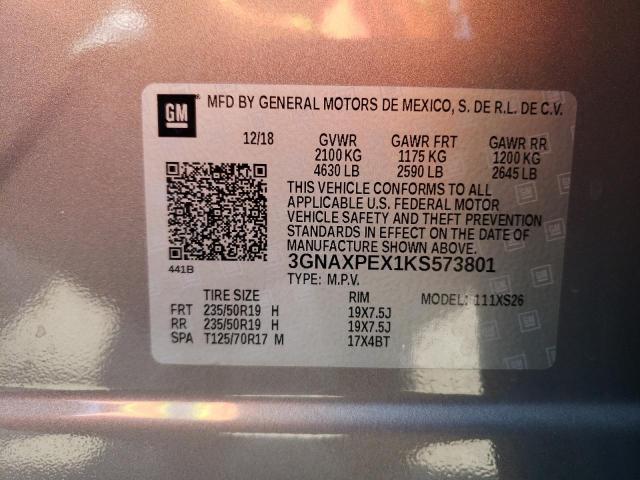 GM ® MFD BY GENERAL MOTORS DE MEXICO, S. DE R.L. DE C.V.
12/18 GVWR GAWR FRT GAWR RR
2100 KG 1175 KG 1200 KG
4630 LB 2590 LB 2645 LB
THIS VEHICLE CONFORMS TO ALL
APPLICABLE U.S. FEDERAL MOTOR
VEHICLE SAFETY AND THEFT PREVENTION
STANDARDS IN EFFECT ON THE DATE OF
MANUFACTURE SHOWN ABOVE.
3GNAXPEX1KS573801
441B TYPE: M.P.V.
TIRE SIZE RIM MODEL: 111XS26
FRT 235/50R19 H 19X7.5J
RR 235/50R19 H 19X7.5J
SPA T125/70R17 M 17X4BT